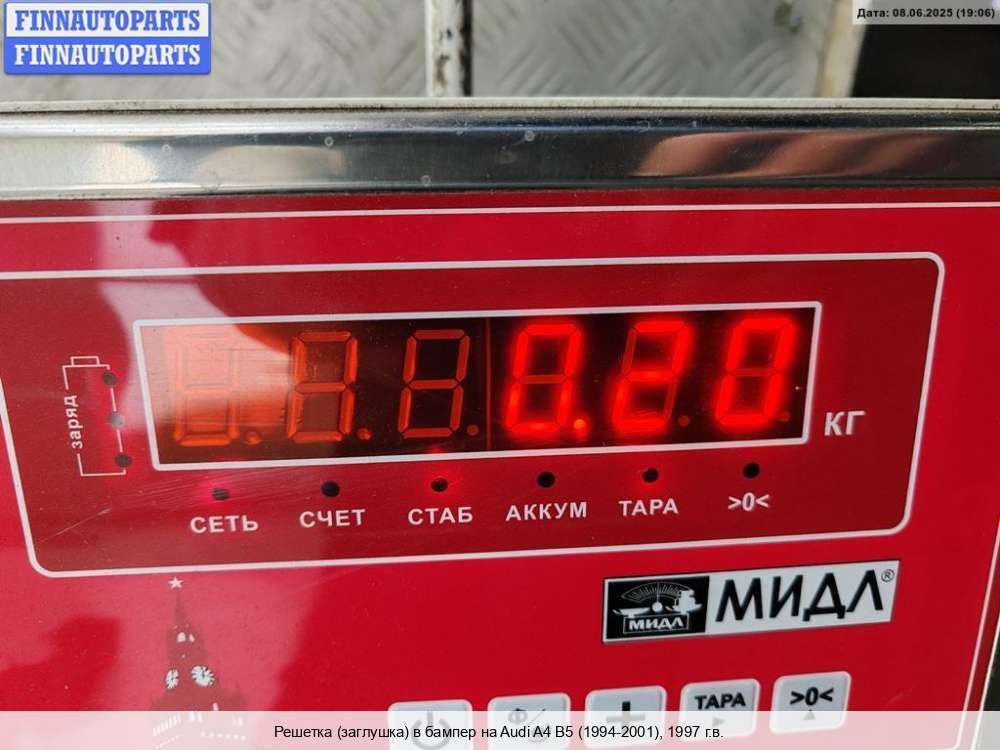 FINNAUTOPARTS
FINNAUTOPARTS
Дата: 08.06.2025 (19:06)
0.20
КГ
заряд
СЕТЬ СЧЕТ СТАБ АККУМ ТАРА >0<
МИДЛ МИДЛ®
ТАРА >0<
Решетка (заглушка) в бампер на Audi A4 B5 (1994-2001), 1997 г.в.